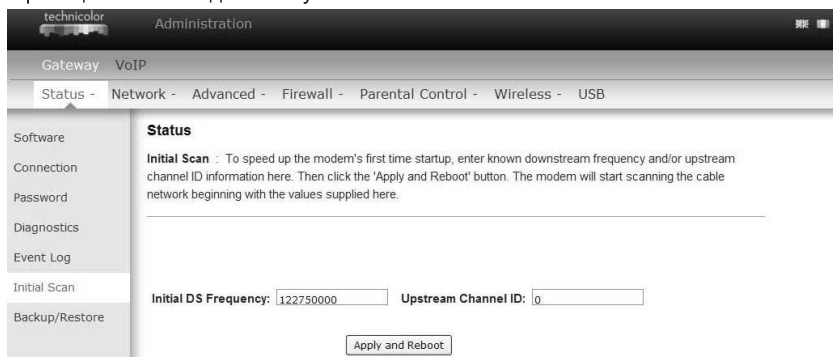 technicolor
Administration
Gateway VoIP
Status - Network - Advanced - Firewall - Parental Control - Wireless - USB
Software
Connection
Password
Diagnostics
Event Log
Initial Scan
Backup/Restore
Status
Initial Scan : To speed up the modem's first time startup, enter known downstream frequency and/or upstream
channel ID information here. Then click the 'Apply and Reboot' button. The modem will start scanning the cable
network beginning with the values supplied here.
Initial DS Frequency: 122750000 Upstream Channel ID: 0
Apply and Reboot